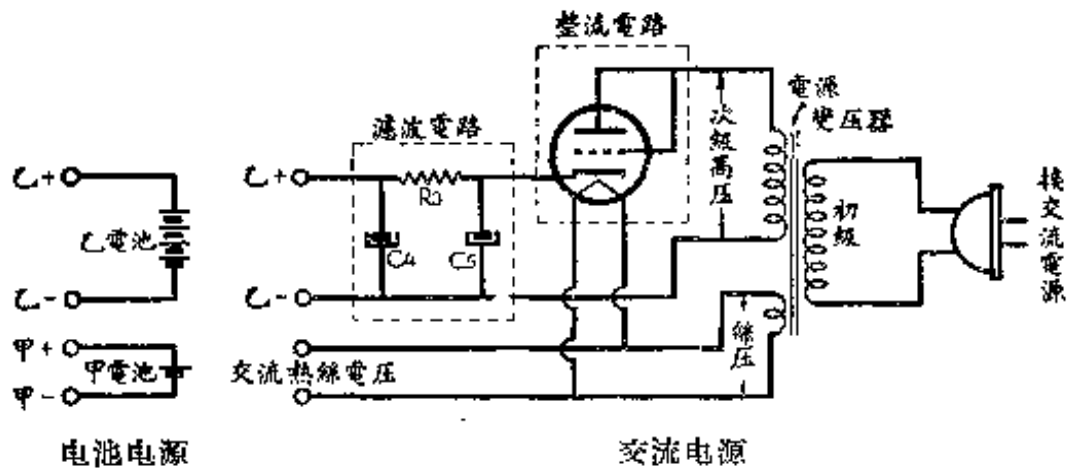 整流電路
電源
變压器
濾波電路
次級高压
乙+
乙電池
乙-
甲+
甲電池
甲-
乙+
R3
C4
C5
乙-
初級
接交流電源
絲压
交流熱絲電压
电池电源
交流电源